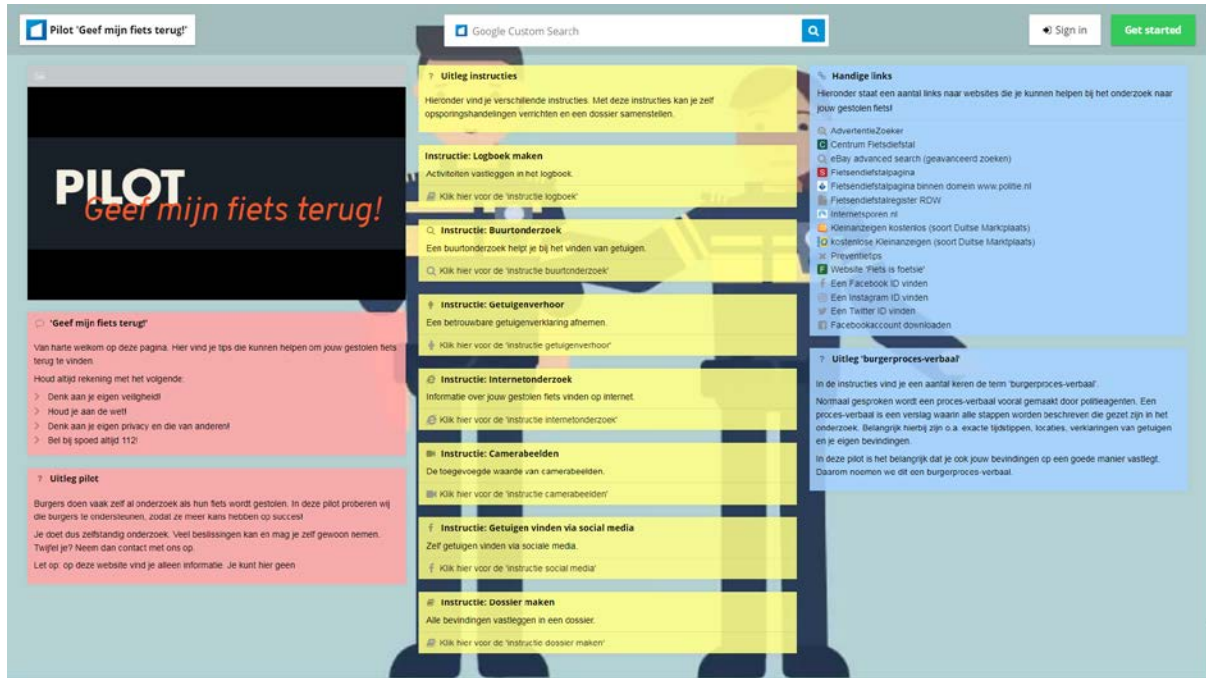 Pilot 'Geef mijn fiets terug!'
Google Custom Search
Sign in
Get started
PILOT
Geef mijn fiets terug!
'Geef mijn fiets terug!'
Van harte welkom op deze pagina. Hier vind je tips die kunnen helpen om jouw gestolen fiets
terug te vinden.
Houd altijd rekening met het volgende:
Denk aan je eigen veiligheid!
Houd je aan de wet!
Denk aan je eigen privacy en die van anderen!
Bel bij spoed altijd 112!
Uitleg pilot
Burgers doen vaak zelf al onderzoek als hun fiets wordt gestolen. In deze pilot proberen wij
die burgers te ondersteunen, zodat ze meer kans hebben op succes!
Je doet dus zelfstandig onderzoek. Veel beslissingen kan en mag je zelf gewoon nemen.
Twijfel je? Neem dan contact met ons op.
Let op: op deze website vind je alleen informatie. Je kunt hier geen
Uitleg instructies
Hieronder vind je verschillende instructies. Met deze instructies kan je zelf
opsporingshandelingen verrichten en een dossier samenstellen.
Instructie: Logboek maken
Activiteiten vastleggen in het logboek.
Klik hier voor de 'instructie logboek'
Instructie: Buurtonderzoek
Een buurtonderzoek helpt je bij het vinden van getuigen.
Klik hier voor de 'instructie buurtonderzoek'
Instructie: Getuigenverhoor
Een betrouwbare getuigenverklaring afnemen.
Klik hier voor de 'instructie getuigenverhoor'
Instructie: Internetonderzoek
Informatie over jouw gestolen fiets vinden op internet.
Klik hier voor de 'instructie internetonderzoek'
Instructie: Camerabeelden
De toegevoegde waarde van camerabeelden.
Klik hier voor de 'instructie camerabeelden'
Instructie: Getuigen vinden via social media
Zelf getuigen vinden via sociale media.
Klik hier voor de 'instructie social media'
Instructie: Dossier maken
Alle bevindingen vastleggen in een dossier.
Klik hier voor de 'instructie dossier maken'
Handige links
Hieronder staat een aantal links naar websites die je kunnen helpen bij het onderzoek naar
jouw gestolen fiets!
AdvertentieZoeker
Centrum Fietsdiefstal
eBay advanced search (geavanceerd zoeken)
Fietsendiefstalpagina
Fietsendiefstalpagina binnen domein www.politie.nl
Fietsendiefstalregister RDW
Internetsporen.nl
Kleinanzeigen kostenlos (soort Duitse Marktplaats)
kostenlose Kleinanzeigen (soort Duitse Marktplaats)
Preventietips
Website 'Fiets is foetsie'
Een Facebook ID vinden
Een Instagram ID vinden
Een Twitter ID vinden
Facebookaccount downloaden
Uitleg 'burgerproces-verbaal'
In de instructies vind je een aantal keren de term 'burgerproces-verbaal'.
Normaal gesproken wordt een proces-verbaal vooral gemaakt door politieagenten. Een
proces-verbaal is een verslag waarin alle stappen worden beschreven die gezet zijn in het
onderzoek. Belangrijk hierbij zijn o.a. exacte tijdstippen, locaties, verklaringen van getuigen
en je eigen bevindingen.
In deze pilot is het belangrijk dat je ook jouw bevindingen op een goede manier vastlegt.
Daarom noemen we dit een burgerproces-verbaal.